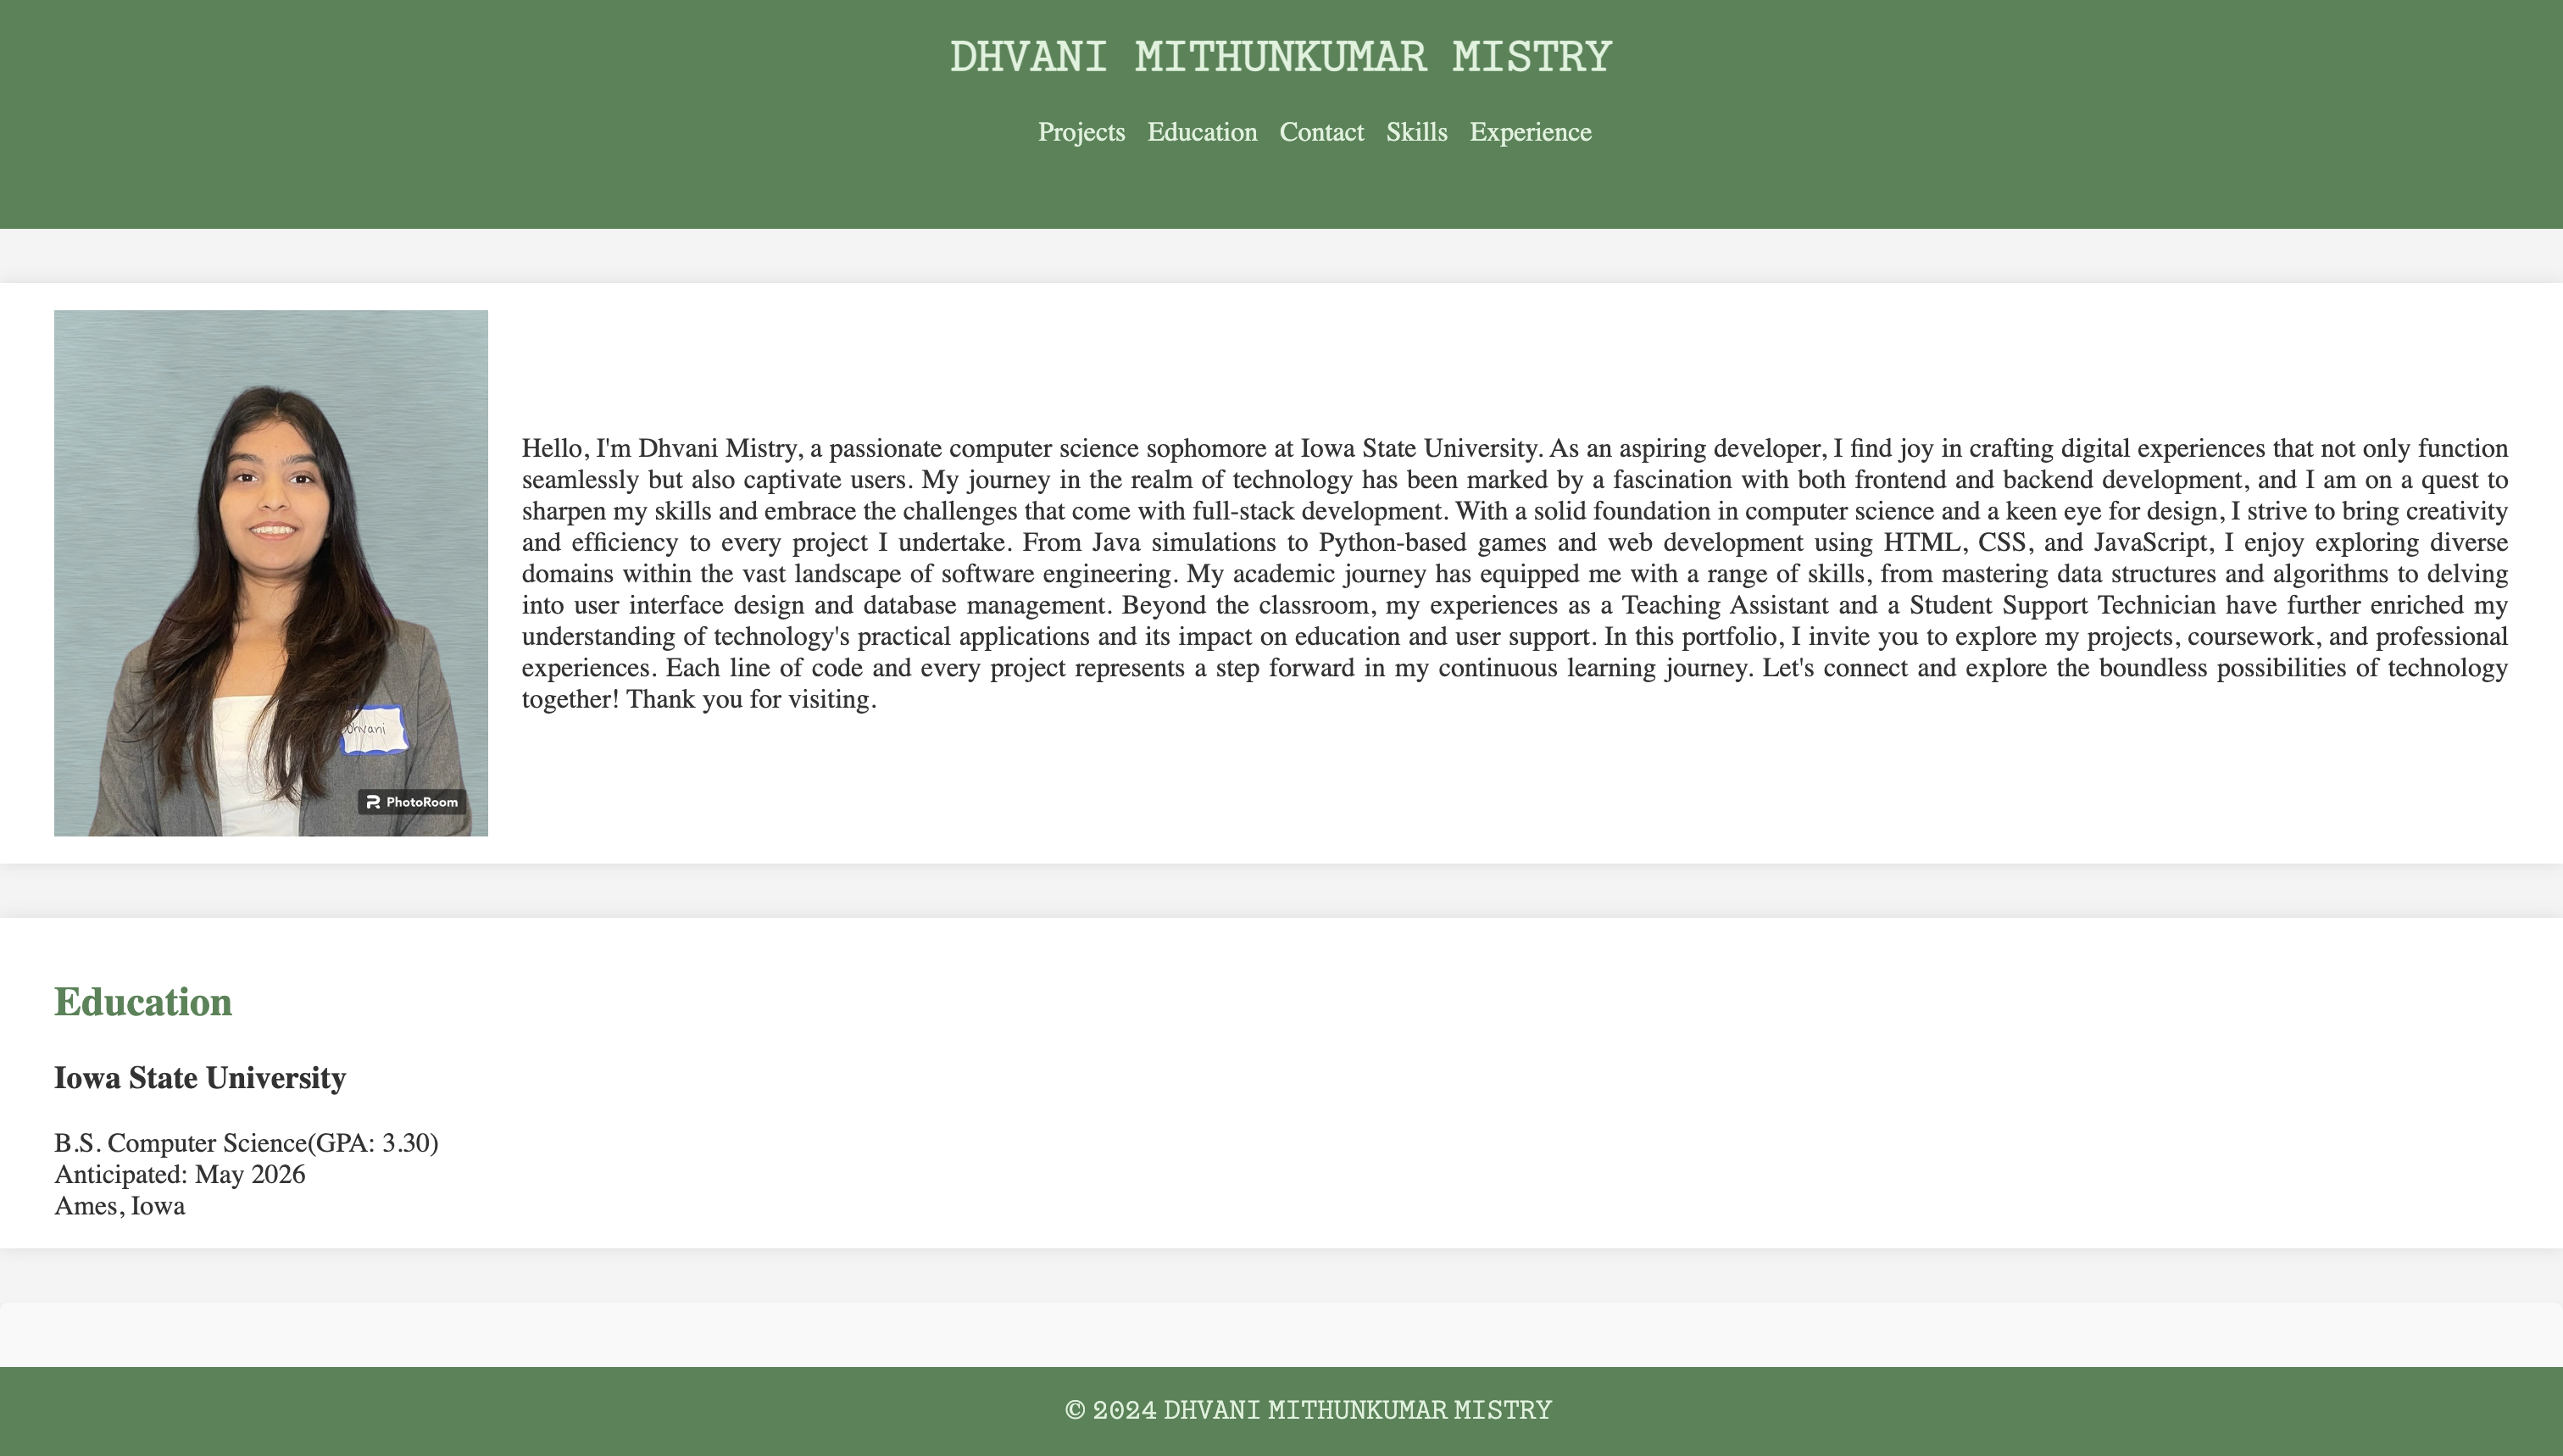 DHVANI MITHUNKUMAR MISTRY
Projects Education Contact Skills Experience
Hello, I'm Dhvani Mistry, a passionate computer science sophomore at Iowa State University. As an aspiring developer, I find joy in crafting digital experiences that not only function
seamlessly but also captivate users. My journey in the realm of technology has been marked by a fascination with both frontend and backend development, and I am on a quest to
sharpen my skills and embrace the challenges that come with full-stack development. With a solid foundation in computer science and a keen eye for design, I strive to bring creativity
and efficiency to every project I undertake. From Java simulations to Python-based games and web development using HTML, CSS, and JavaScript, I enjoy exploring diverse
domains within the vast landscape of software engineering. My academic journey has equipped me with a range of skills, from mastering data structures and algorithms to delving
into user interface design and database management. Beyond the classroom, my experiences as a Teaching Assistant and a Student Support Technician have further enriched my
understanding of technology's practical applications and its impact on education and user support. In this portfolio, I invite you to explore my projects, coursework, and professional
experiences. Each line of code and every project represents a step forward in my continuous learning journey. Let's connect and explore the boundless possibilities of technology
together! Thank you for visiting.
Dhvani
PhotoRoom
Education
Iowa State University
B.S. Computer Science(GPA: 3.30)
Anticipated: May 2026
Ames, Iowa
© 2024 DHVANI MITHUNKUMAR MISTRY